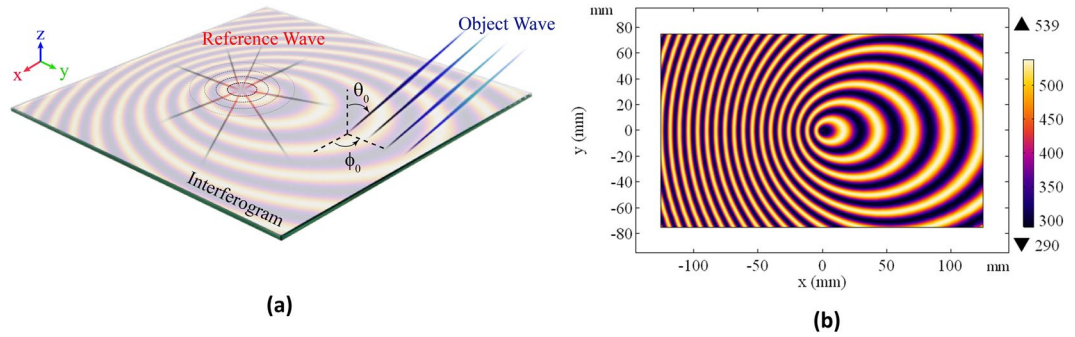 z
x
y
Reference Wave
Object Wave
θ0
ϕ0
Interferogram
(a)
mm
80
60
40
20
0
-20
-40
-60
-80
y (mm)
-100
-50
0
50
100
mm
x (mm)
539
500
450
400
350
300
290
(b)